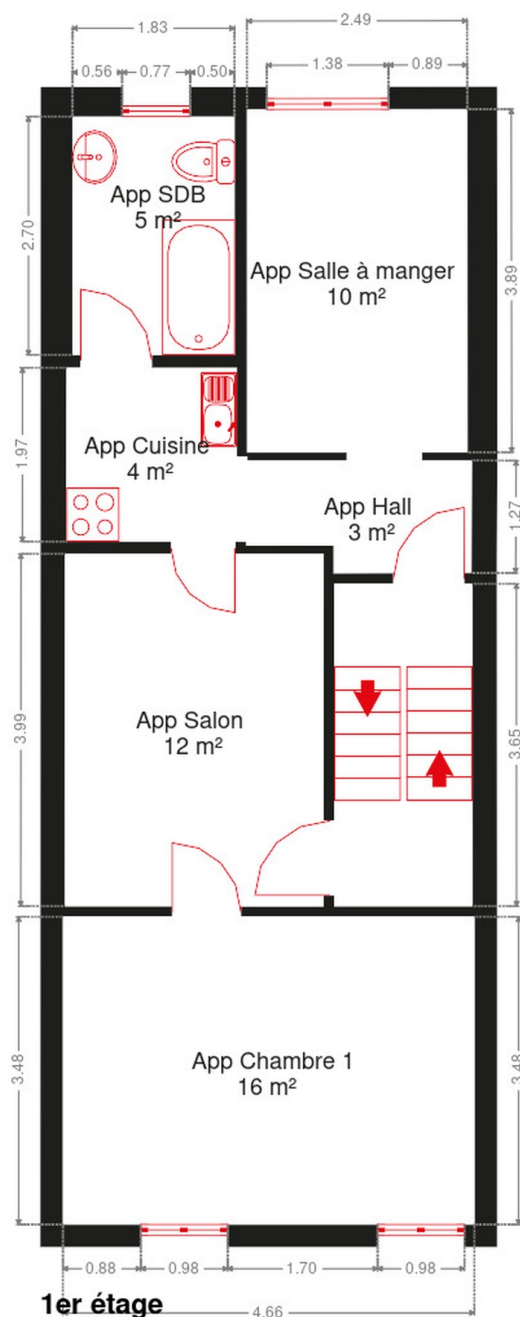 1.83
2.49
0.56
0.77
0.50
1.38
0.89
App SDB
5 m²
2.70
App Salle à manger
10 m²
3.89
App Cuisine
4 m²
1.97
App Hall
3 m²
1.27
App Salon
12 m²
3.99
3.65
App Chambre 1
16 m²
3.48
3.48
0.88
0.98
1.70
0.98
1er étage
4.66